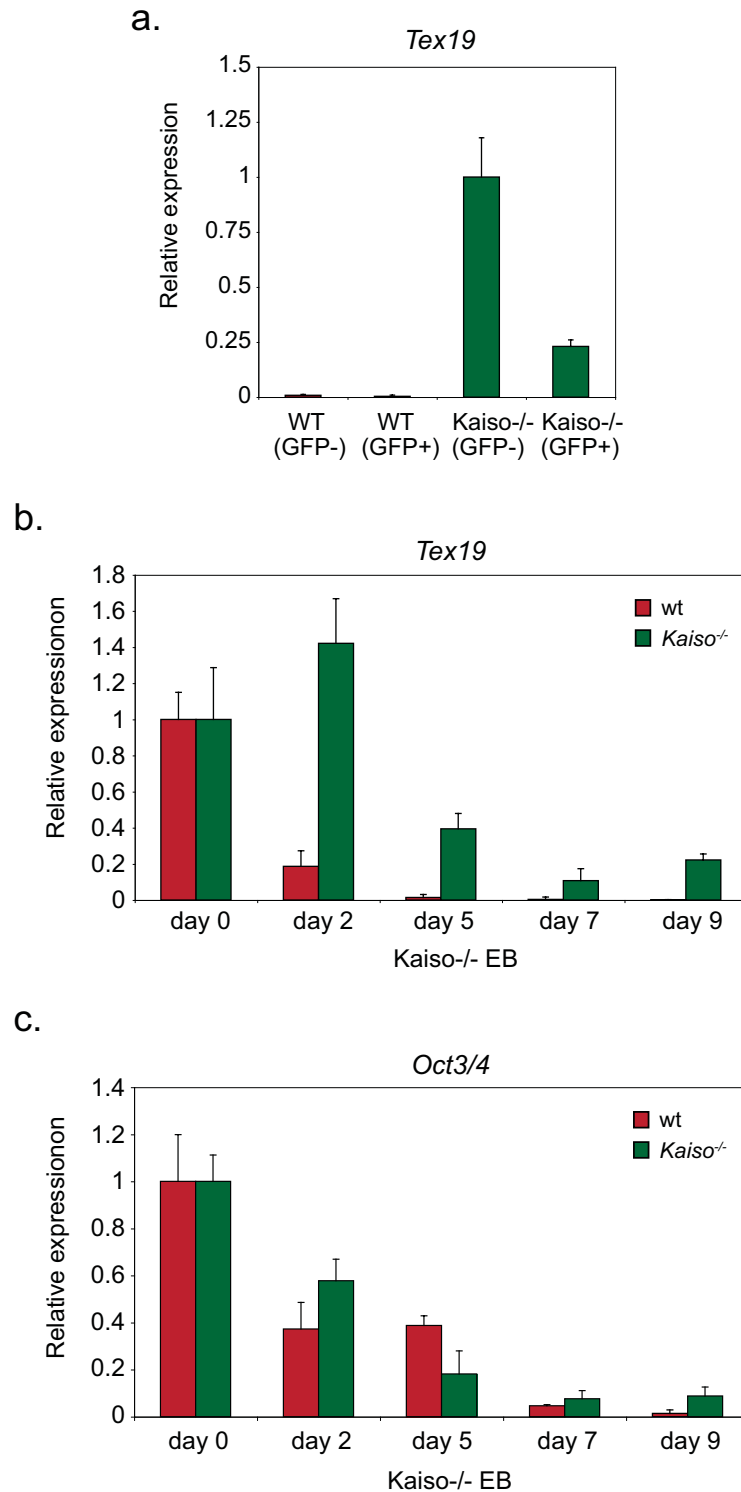 a.
Tex19
Relative expression
1.5
1.25
1
0.75
0.5
0.25
0
WT
(GFP-)
WT
(GFP+)
Kaiso-/-
(GFP-)
Kaiso-/-
(GFP+)
b.
Tex19
Relative expressionon
1.8
1.6
1.4
1.2
1
0.8
0.6
0.4
0.2
0
wt
Kaiso-/-
day 0
day 2
day 5
day 7
day 9
Kaiso-/- EB
c.
Oct3/4
Relative expressionon
1.4
1.2
1
0.8
0.6
0.4
0.2
0
wt
Kaiso-/-
day 0
day 2
day 5
day 7
day 9
Kaiso-/- EB